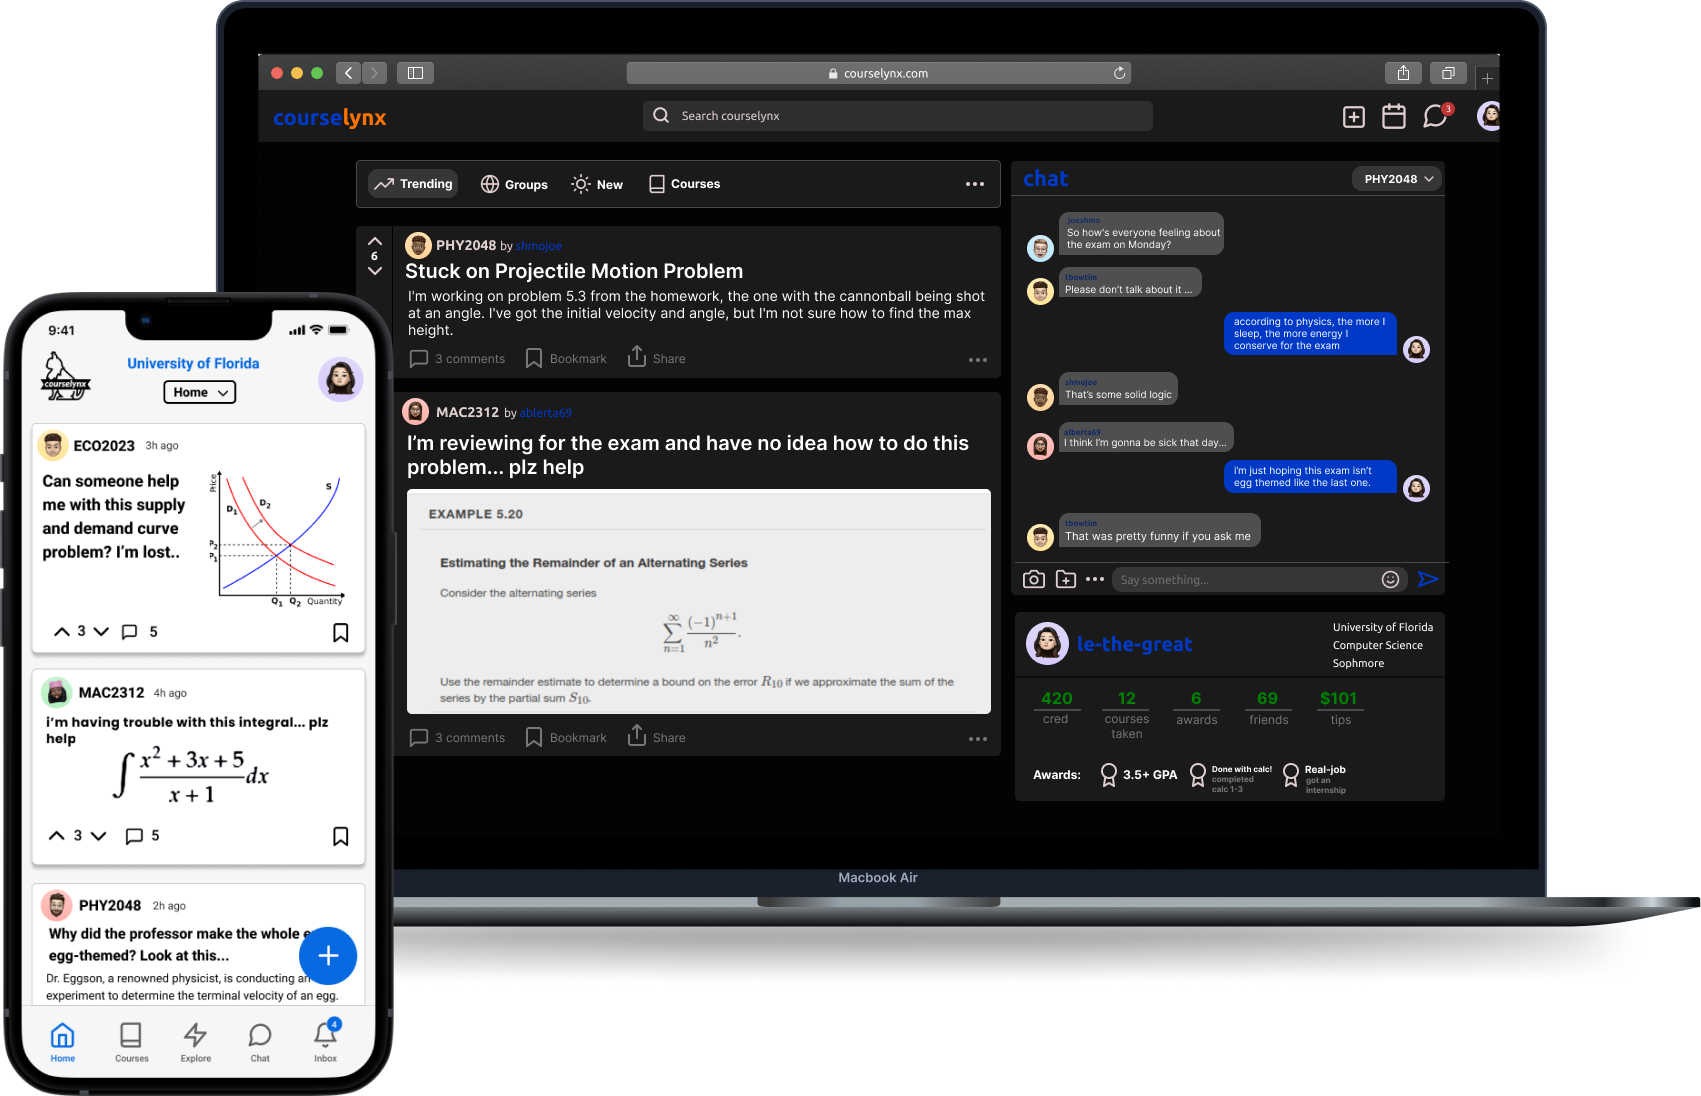 courselynx.com
courselynx
Search courselynx
3
Trending
Groups
New
Courses
6
PHY2048 by shmojoe
Stuck on Projectile Motion Problem
I'm working on problem 5.3 from the homework, the one with the cannonball being shot
at an angle. I've got the initial velocity and angle, but I'm not sure how to find the max
height.
3 comments
Bookmark
Share
MAC2312 by ablerta69
I'm reviewing for the exam and have no idea how to do this
problem... plz help
EXAMPLE 5.20
Estimating the Remainder of an Alternating Series
Consider the alternating series
∞
∑ (−1)ⁿ⁺¹ / n² .
n=1
Use the remainder estimate to determine a bound on the error R₁₀ if we approximate the sum of the
series by the partial sum S₁₀.
3 comments
Bookmark
Share
chat
PHY2048
joeshmo
So how's everyone feeling about
the exam on Monday?
tbowtim
Please don't talk about it ...
according to physics, the more I
sleep, the more energy I
conserve for the exam
shmojoe
That's some solid logic
alberta69
I think I'm gonna be sick that day...
i'm just hoping this exam isn't
egg themed like the last one.
tbowtim
That was pretty funny if you ask me
Say something...
le-the-great
University of Florida
Computer Science
Sophmore
420
cred
12
courses
taken
6
awards
69
friends
$101
tips
Awards:
3.5+ GPA
Done with calc!
completed
calc 1-3
Real-job
got an
internship
Macbook Air
9:41
courselynx
University of Florida
Home
ECO2023 3h ago
Can someone help
me with this supply
and demand curve
problem? I'm lost..
Price
S
D₁
D₂
P₂
P₁
Q₁ Q₂ Quantity
3
5
MAC2312 4h ago
i'm having trouble with this integral... plz
help
∫ (x² + 3x + 5)/(x + 1) dx
3
5
PHY2048 2h ago
Why did the professor make the whole
egg-themed? Look at this...
Dr. Eggson, a renowned physicist, is conducting an
experiment to determine the terminal velocity of an egg.
Home
Courses
Explore
Chat
4
Inbox